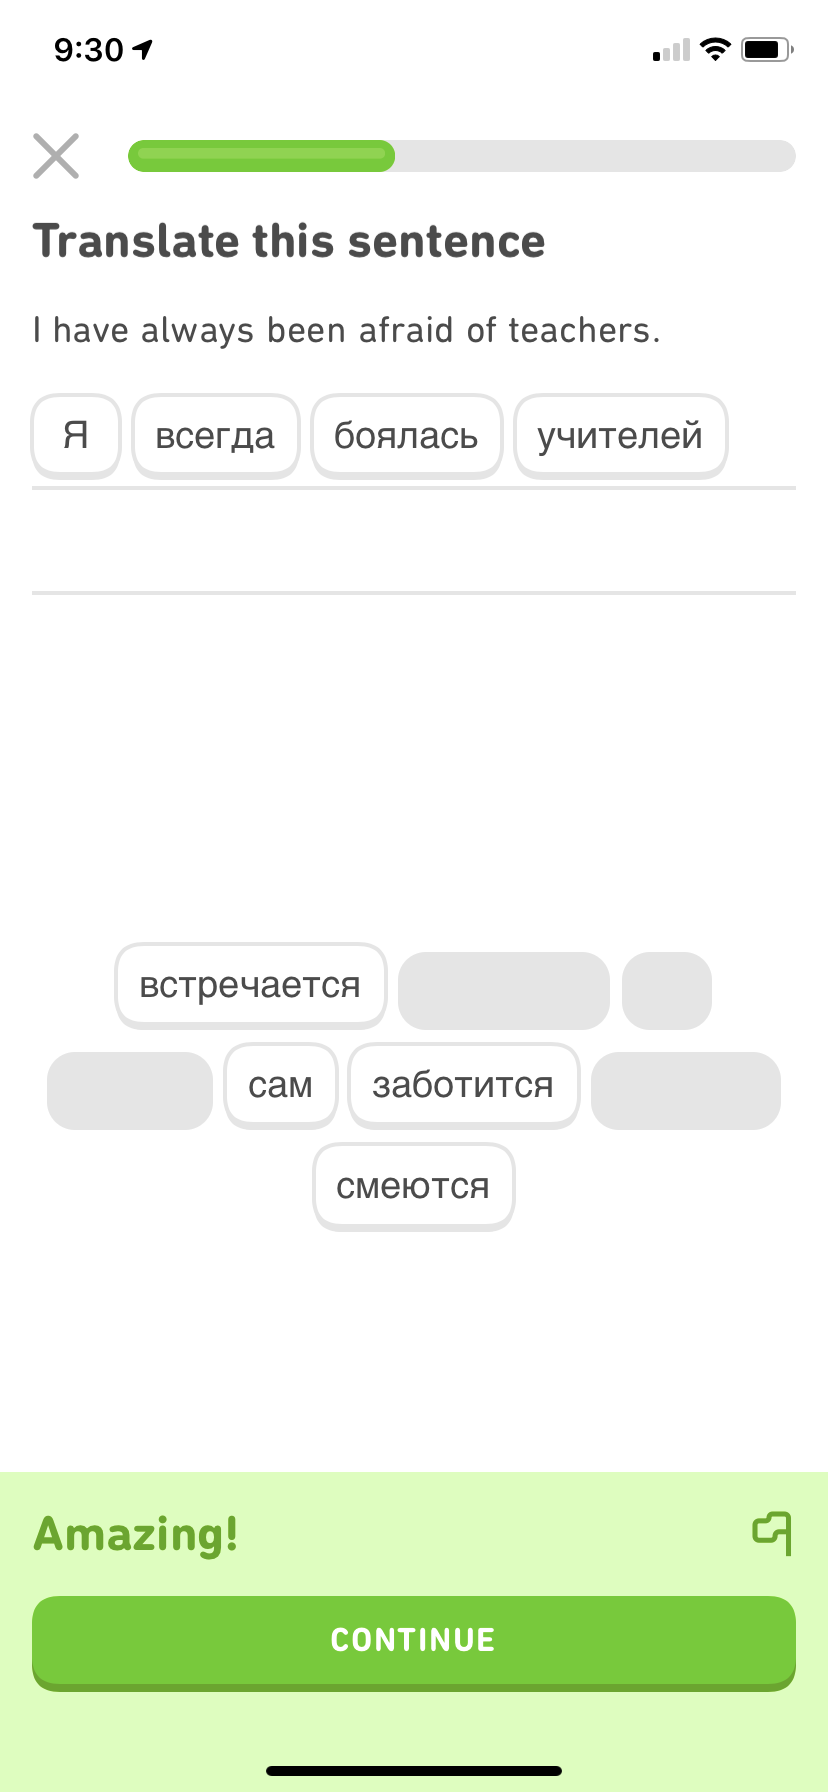 9:30
Translate this sentence
I have always been afraid of teachers.
Я всегда боялась учителей
встречается
сам заботится
смеются
Amazing!
CONTINUE